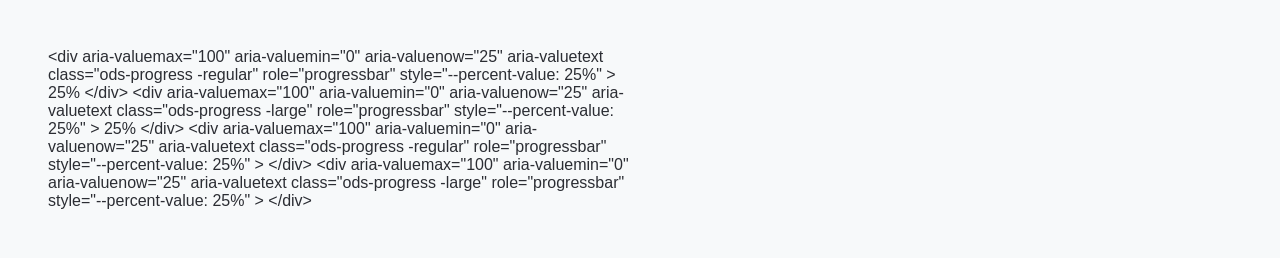 <div aria-valuemax="100" aria-valuemin="0" aria-valuenow="25" aria-valuetext
class="ods-progress -regular" role="progressbar" style="--percent-value: 25%" >
25% </div> <div aria-valuemax="100" aria-valuemin="0" aria-valuenow="25" aria-
valuetext class="ods-progress -large" role="progressbar" style="--percent-value:
25%" > 25% </div> <div aria-valuemax="100" aria-valuemin="0" aria-
valuenow="25" aria-valuetext class="ods-progress -regular" role="progressbar"
style="--percent-value: 25%" > </div> <div aria-valuemax="100" aria-valuemin="0"
aria-valuenow="25" aria-valuetext class="ods-progress -large" role="progressbar"
style="--percent-value: 25%" > </div>